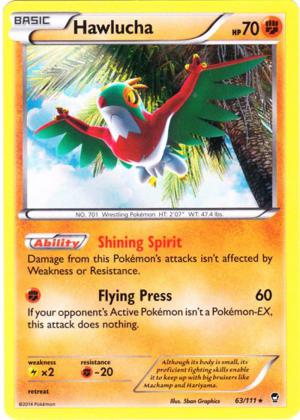 BASIC
Hawlucha HP70
NO. 701 Wrestling Pokémon HT: 2'07" WT: 47.4 lbs.
Ability Shining Spirit
Damage from this Pokémon's attacks isn't affected by
Weakness or Resistance.
Flying Press 60
If your opponent's Active Pokémon isn't a Pokémon-EX,
this attack does nothing.
weakness resistance
×2 -20
retreat
Although its body is small, its
proficient fighting skills enable
it to keep up with big bruisers like
Machamp and Hariyama.
©2014 Pokémon Illus. 5ban Graphics 63/111 ★